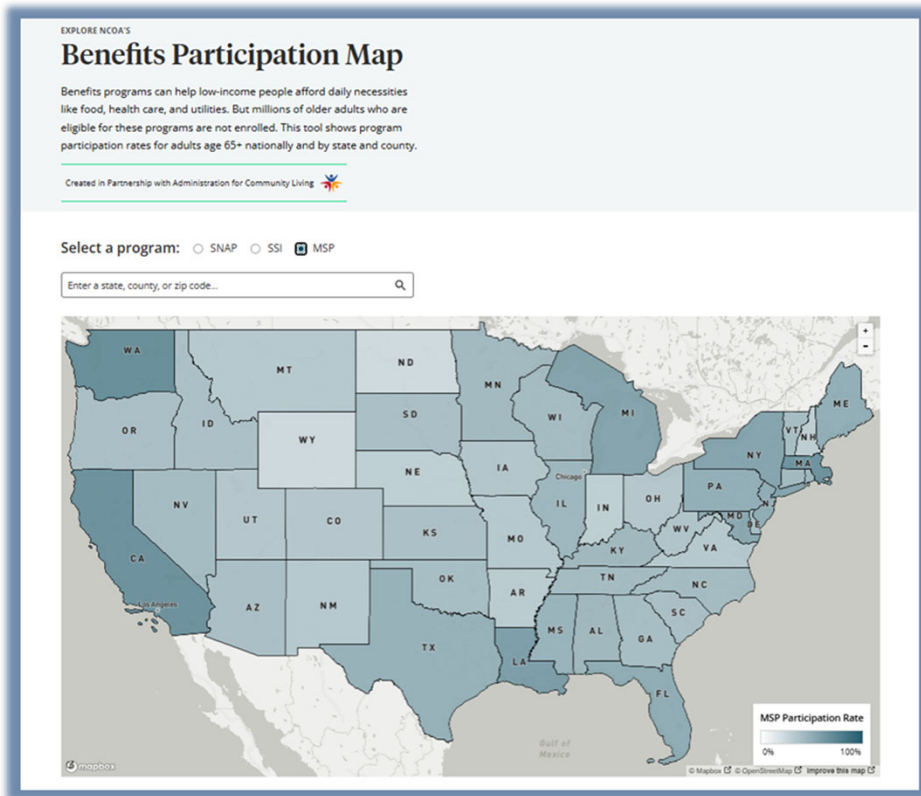 EXPLORE NCOA'S
Benefits Participation Map
Benefits programs can help low-income people afford daily necessities
like food, health care, and utilities. But millions of older adults who are
eligible for these programs are not enrolled. This tool shows program
participation rates for adults age 65+ nationally and by state and county.
Created in Partnership with Administration for Community Living
Select a program: SNAP SSI MSP
Enter a state, county, or zip code...
+
-
WA
MT
ND
MN
ME
OR
ID
SD
WI
MI
VT
NH
WY
NY
MA
NE
IA
Chicago
PA
NV
UT
CO
IL
IN
OH
NJ
MD
DE
KS
MO
WV
VA
CA
KY
Los Angeles
AZ
NM
OK
AR
TN
NC
SC
TX
LA
MS
AL
GA
FL
MSP Participation Rate
0% 100%
Gulf of
Mexico
mapbox
© Mapbox © OpenStreetMap Improve this map